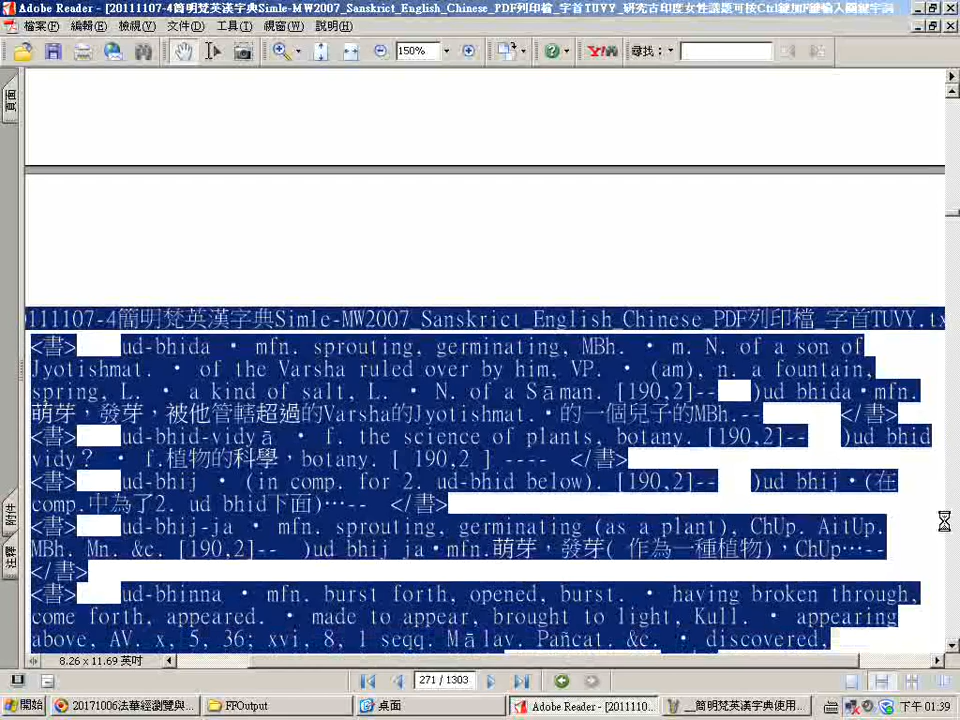 Adobe Reader - [20111107-4簡明梵英漢字典Simle-MW2007_Sanskrict_English_Chinese_PDF列印檔_字首TUVY_研究古印度女性議題可按Ctrl鍵加F鍵輸入關鍵字詞
檔案(F) 編輯(E) 檢視(V) 文件(D) 工具(T) 視窗(W) 說明(H)
150% Y! 尋找:
頁面
111107-4簡明梵英漢字典Simle-MW2007_Sanskrict_English_Chinese_PDF列印檔_字首TUVY.tx
<書> ud-bhida ‧ mfn. sprouting, germinating, MBh. ‧ m. N. of a son of
Jyotishmat. ‧ of the Varsha ruled over by him, VP. ‧ (am), n. a fountain,
spring, L. ‧ a kind of salt, L. ‧ N. of a Sāman. [190,2]-- )ud bhida‧mfn.
萌芽,發芽,被他管轄超過的Varsha的Jyotishmat.‧的一個兒子的MBh.-- </書>
<書> ud-bhid-vidyā ‧ f. the science of plants, botany. [190,2]-- )ud bhid
vidy? ‧ f.植物的科學,botany. [ 190,2 ] ---- </書>
<書> ud-bhij ‧ (in comp. for 2. ud-bhid below). [190,2]-- )ud bhij‧(在
comp.中為了2. ud bhid下面)…-- </書>
<書> ud-bhij-ja ‧ mfn. sprouting, germinating (as a plant), ChUp. AitUp.
MBh. Mn. &c. [190,2]-- )ud bhij ja‧mfn.萌芽,發芽( 作為一種植物),ChUp…--
</書>
<書> ud-bhinna ‧ mfn. burst forth, opened, burst. ‧ having broken through,
come forth, appeared. ‧ made to appear, brought to light, Kull. ‧ appearing
above, AV. x, 5, 36; xvi, 8, 1 seqq. Mālav. Pañcat. &c. ‧ discovered,
附件
注釋
8.26 x 11.69 英吋
271 / 1303
開始 20171006法華經瀏覽與... FFOutput 桌面 Adobe Reader - [2011110... __簡明梵英字典使用... 下午 01:39